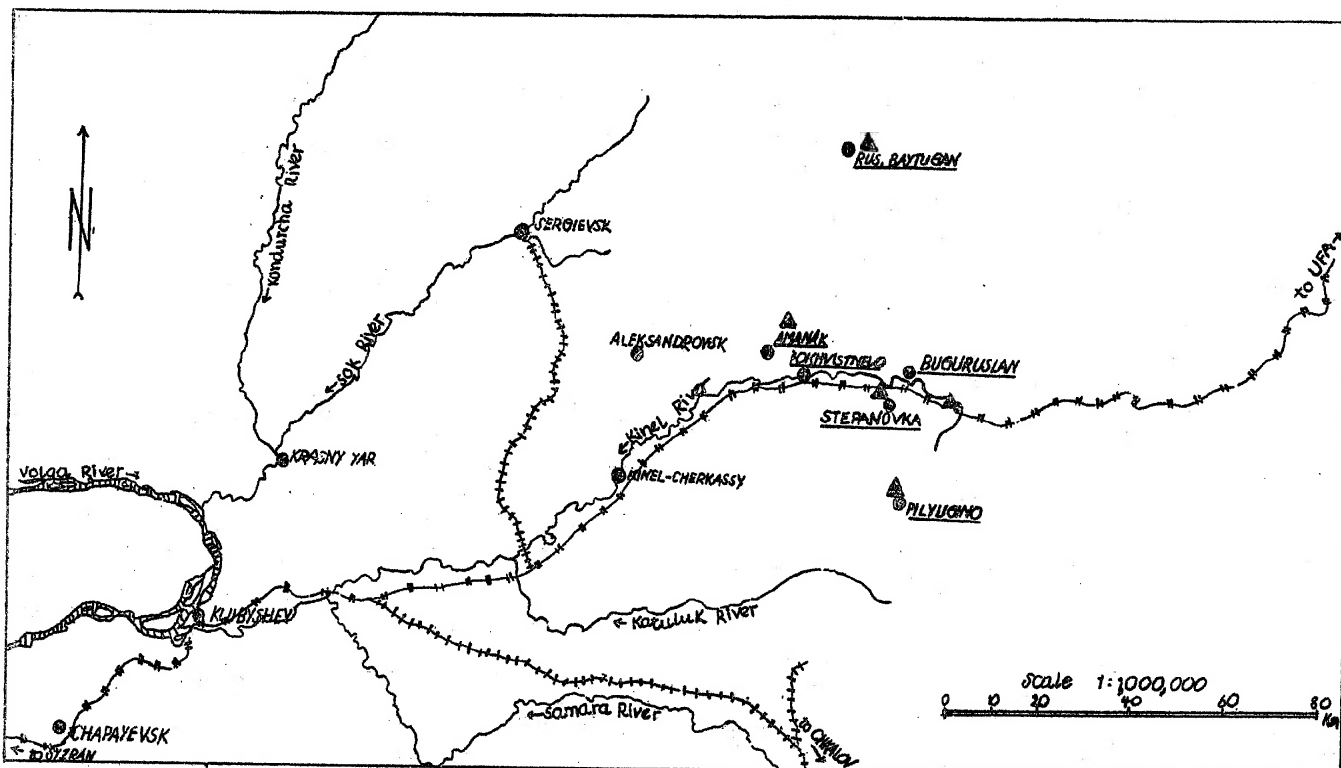 N
Kondurcha River
RUS. BAYTUGAN
SERGIEVSK
to UFA
SOK River
ALEKSANDROVSK
AMANAK
POKHVISTNEVO
BUGURUSLAN
Kinel River
STEPANOVKA
KRASNY YAR
Volga River
KINEL-CHERKASSY
PILYUGINO
KUIBYSHEV
River
Samara River
scale 1:1,000,000
0 10 20 40 60 80
Km
CHAPAYEVSK
to SYZRAN
to CHKALOV